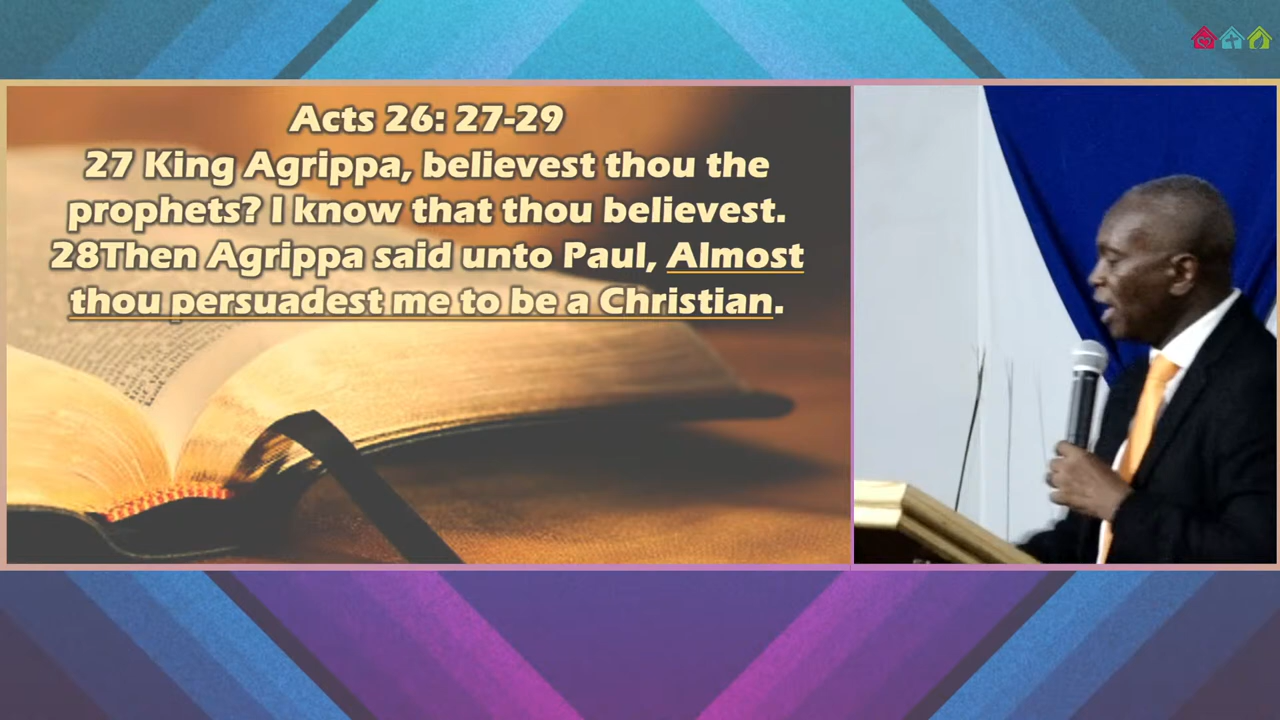 Acts 26: 27-29
27 King Agrippa, believest thou the
prophets? I know that thou believest.
28Then Agrippa said unto Paul, Almost
thou persuadest me to be a Christian.